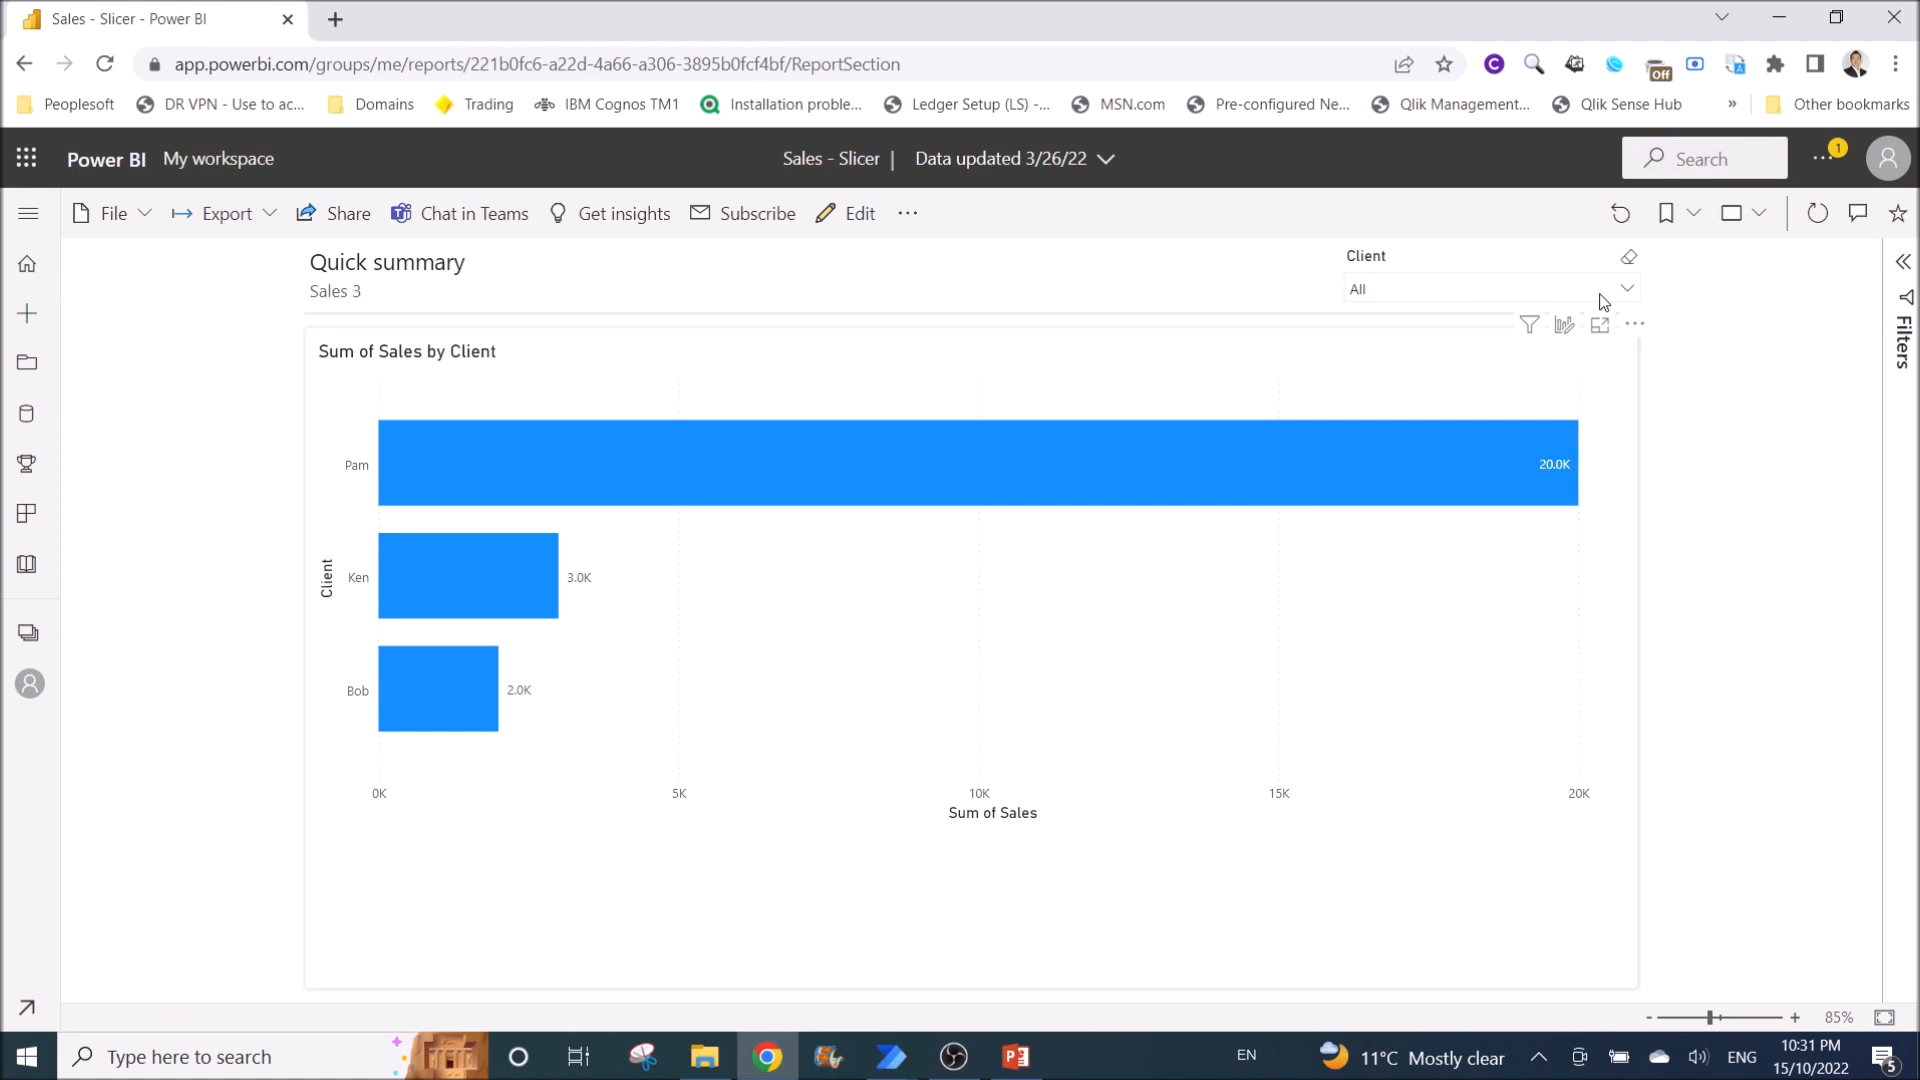 Sales - Slicer - Power BI
app.powerbi.com/groups/me/reports/221b0fc6-a22d-4a66-a306-3895b0fcf4bf/ReportSection
Off
Peoplesoft DR VPN - Use to ac... Domains Trading IBM Cognos TM1 Installation proble... Ledger Setup (LS) -... MSN.com Pre-configured Ne... Qlik Management... Qlik Sense Hub » Other bookmarks
Power BI My workspace Sales - Slicer | Data updated 3/26/22 Search 1
File Export Share Chat in Teams Get insights Subscribe Edit
Quick summary
Sales 3
Client
All
Filters
Sum of Sales by Client
Pam 20.0K
Ken 3.0K
Bob 2.0K
Client
0K 5K 10K 15K 20K
Sum of Sales
- + 85%
Type here to search
EN
11°C Mostly clear
ENG
10:31 PM
15/10/2022
5